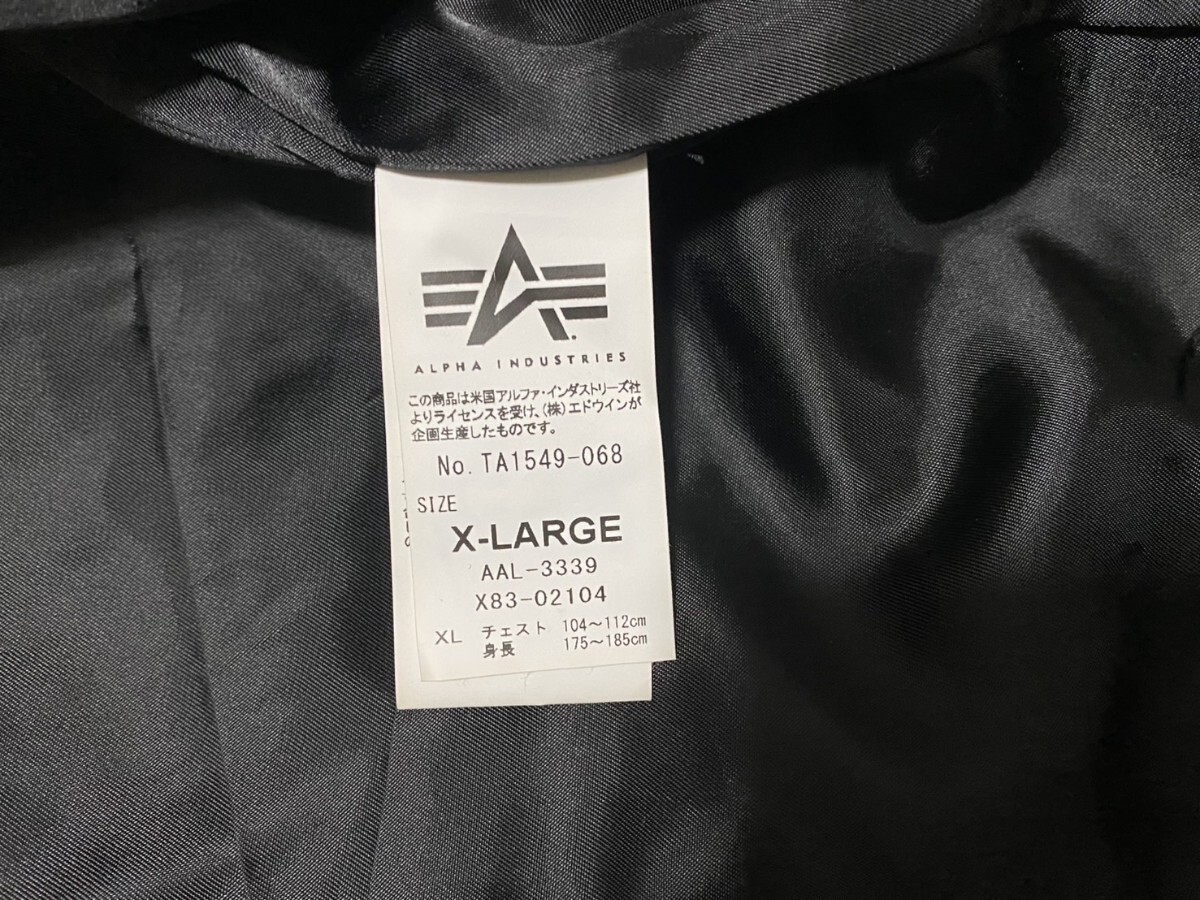 ALPHA INDUSTRIES
この商品は米国アルファ・インダストリーズ社
よりライセンスを受け、(株)エドウインが
企画生産したものです。
No. TA1549-068
SIZE
X-LARGE
AAL-3339
X83-02104
XL チェスト 104～112cm
身長 175～185cm